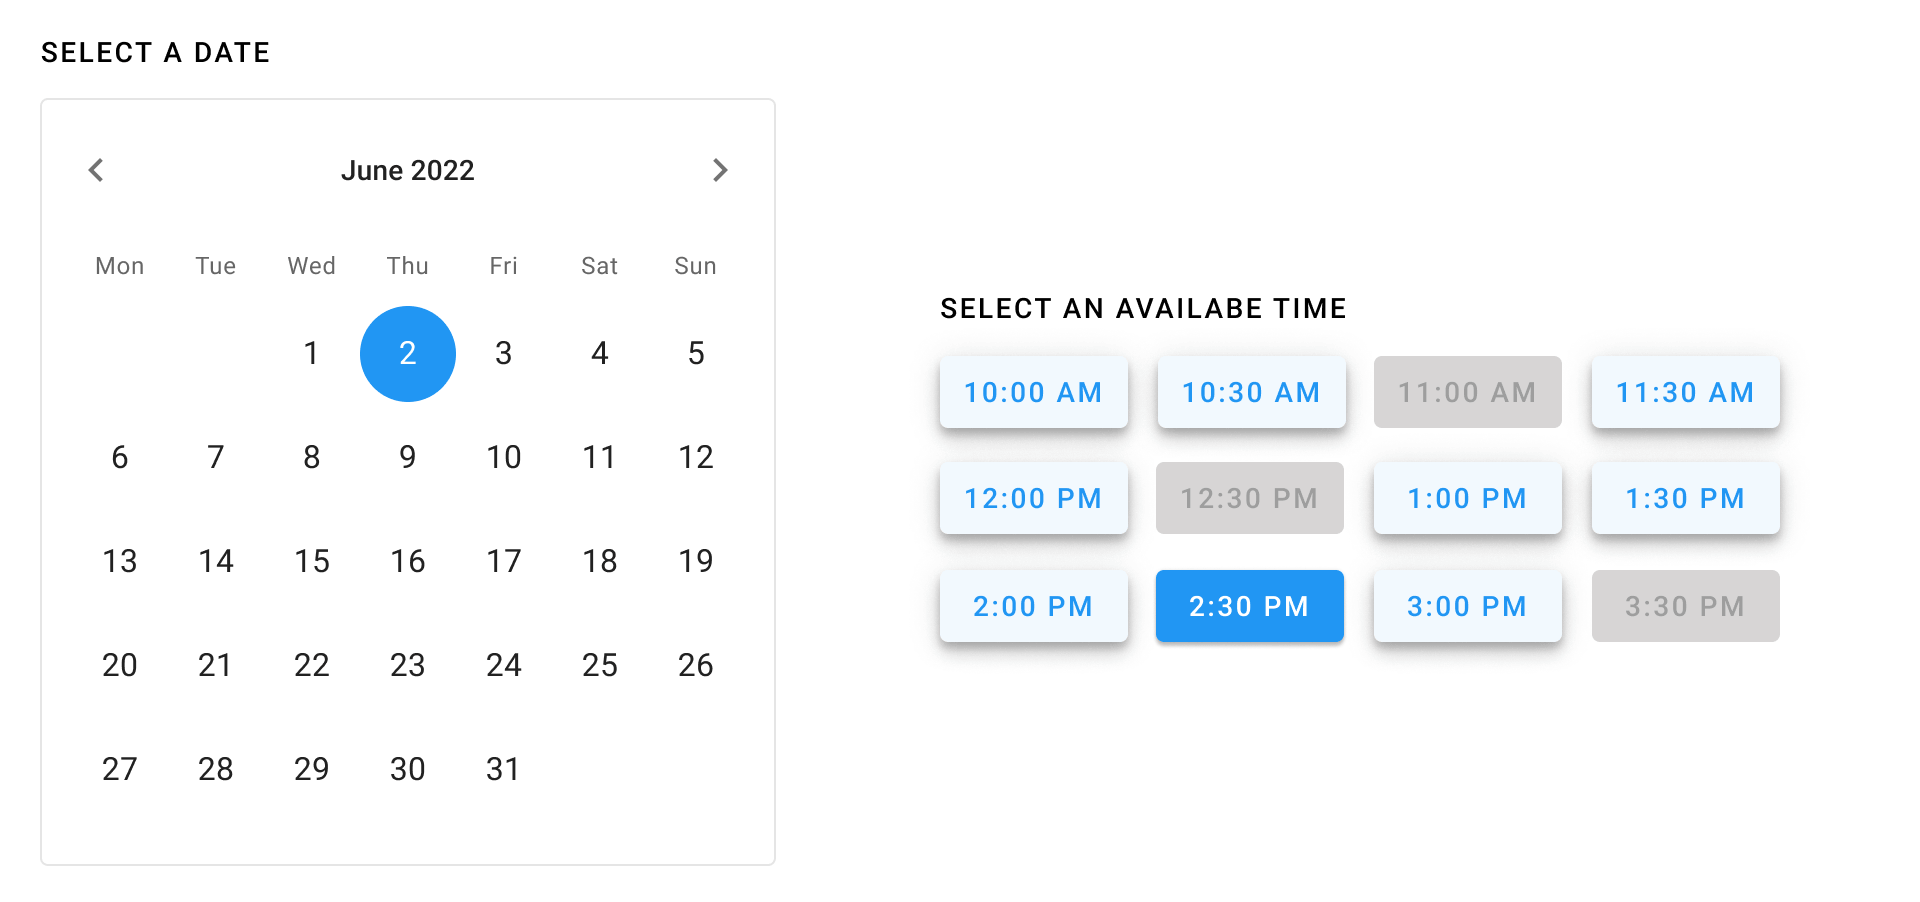 SELECT A DATE
June 2022
Mon Tue Wed Thu Fri Sat Sun
1 2 3 4 5
6 7 8 9 10 11 12
13 14 15 16 17 18 19
20 21 22 23 24 25 26
27 28 29 30 31
SELECT AN AVAILABE TIME
10:00 AM 10:30 AM 11:00 AM 11:30 AM
12:00 PM 12:30 PM 1:00 PM 1:30 PM
2:00 PM 2:30 PM 3:00 PM 3:30 PM